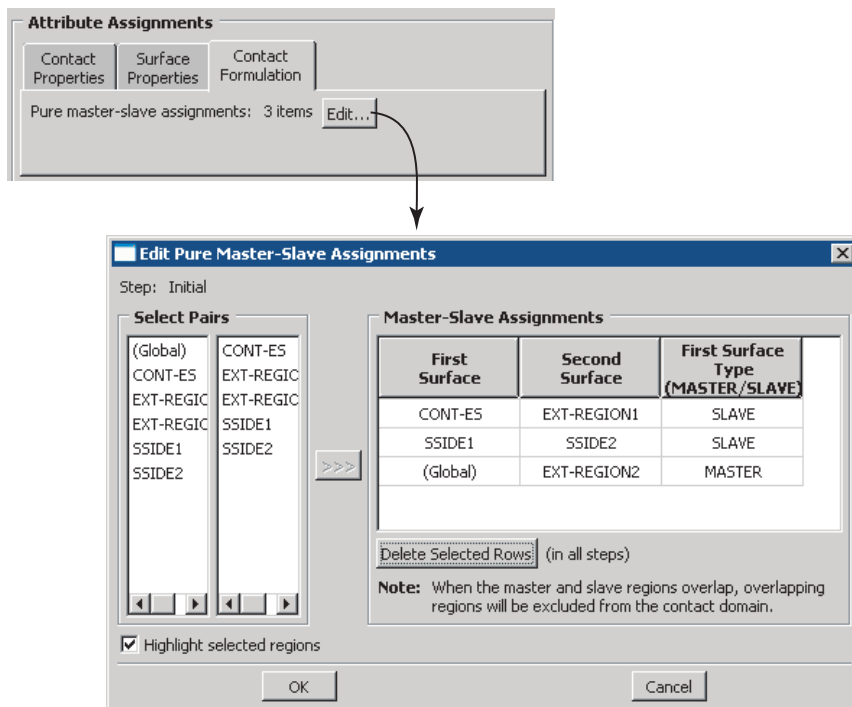 Attribute Assignments
Contact Properties
Surface Properties
Contact Formulation
Pure master-slave assignments: 3 items Edit...
Edit Pure Master-Slave Assignments
Step: Initial
Select Pairs
(Global)
CONT-ES
EXT-REGIC
EXT-REGIC
SSIDE1
SSIDE2
CONT-ES
EXT-REGIC
EXT-REGIC
SSIDE1
SSIDE2
>>>
Master-Slave Assignments
First Surface
Second Surface
First Surface Type (MASTER/SLAVE)
CONT-ES EXT-REGION1 SLAVE
SSIDE1 SSIDE2 SLAVE
(Global) EXT-REGION2 MASTER
Delete Selected Rows (in all steps)
Note: When the master and slave regions overlap, overlapping
regions will be excluded from the contact domain.
Highlight selected regions
OK Cancel